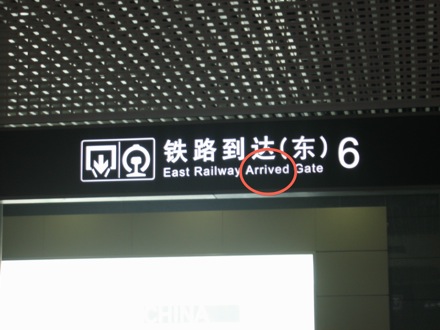 铁路到达(东) 6
East Railway Arrived Gate
CHINA